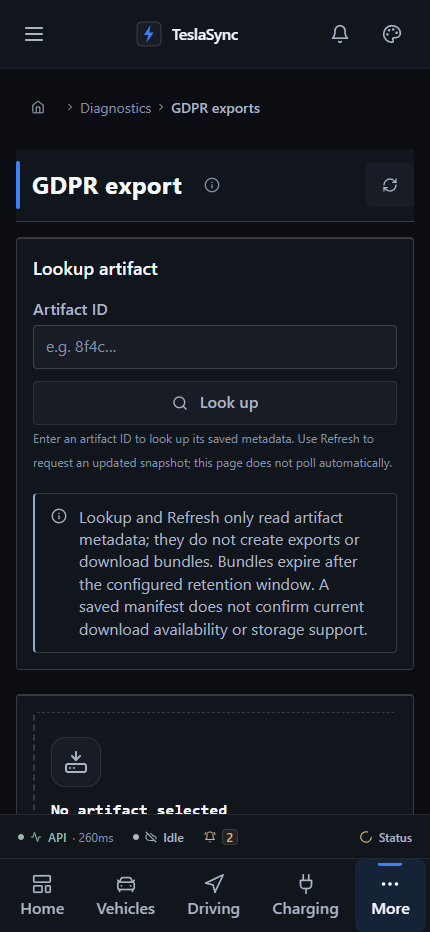 TeslaSync
Diagnostics
GDPR exports
GDPR export
Lookup artifact
Artifact ID
e.g. 8f4c...
Look up
Enter an artifact ID to look up its saved metadata. Use Refresh to
request an updated snapshot; this page does not poll automatically.
Lookup and Refresh only read artifact
metadata; they do not create exports or
download bundles. Bundles expire after
the configured retention window. A
saved manifest does not confirm current
download availability or storage support.
No artifact selected
API · 260ms
Idle
2
Status
Home
Vehicles
Driving
Charging
More